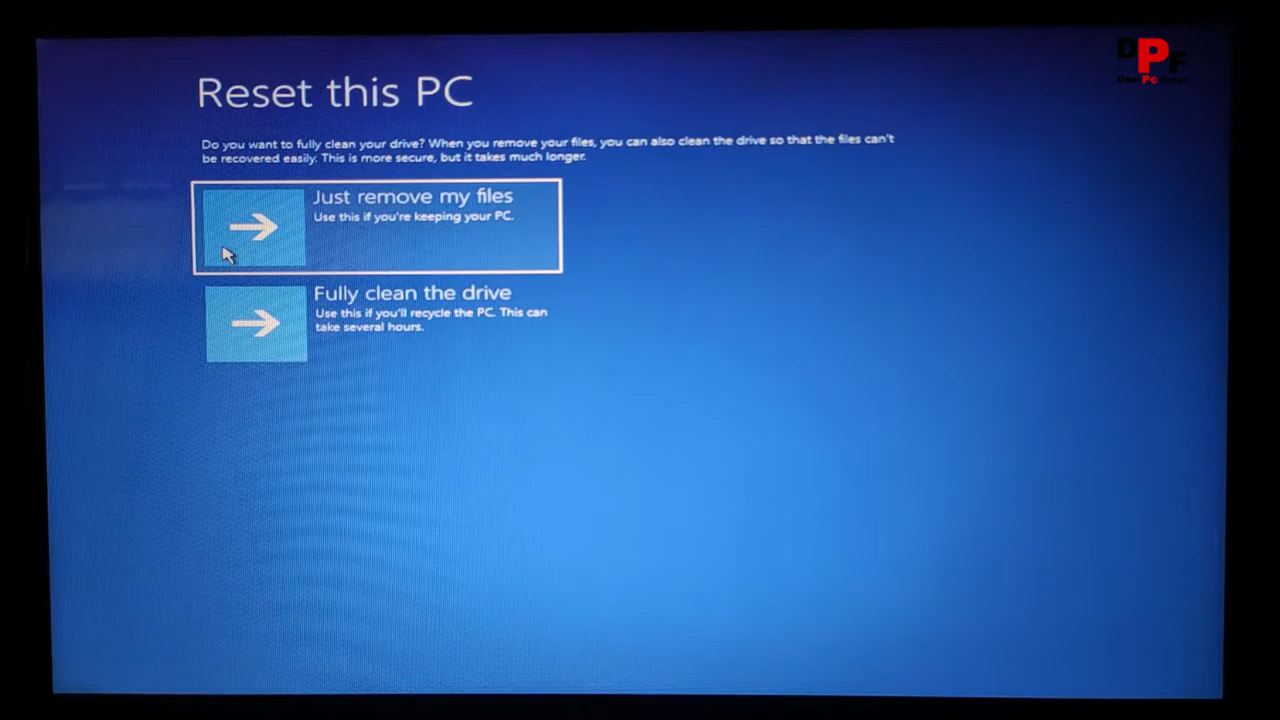 DPF
Reset this PC
Do you want to fully clean your drive? When you remove your files, you can also clean the drive so that the files can't
be recovered easily. This is more secure, but it takes much longer.
Just remove my files
Use this if you're keeping your PC.
Fully clean the drive
Use this if you'll recycle the PC. This can
take several hours.